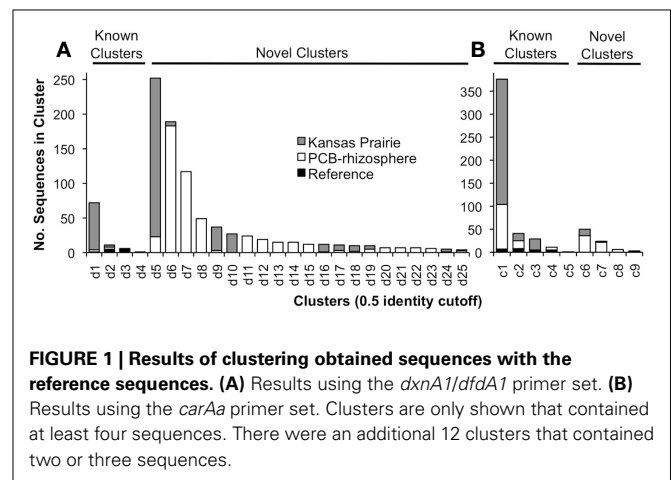 A Known Clusters Novel Clusters B Known Clusters Novel Clusters
No. Sequences in Cluster
250
200
150
100
50
0
Kansas Prairie
PCB-rhizosphere
Reference
350
300
250
200
150
100
50
0
d1 d2 d3 d4 d5 d6 d7 d8 d9 d10 d11 d12 d13 d14 d15 d16 d17 d18 d19 d20 d21 d22 d23 d24 d25
c1 c2 c3 c4 c5 c6 c7 c8 c9
Clusters (0.5 identity cutoff)
FIGURE 1 | Results of clustering obtained sequences with the
reference sequences. (A) Results using the dxnA1/dfdA1 primer set. (B)
Results using the carAa primer set. Clusters are only shown that contained
at least four sequences. There were an additional 12 clusters that contained
two or three sequences.